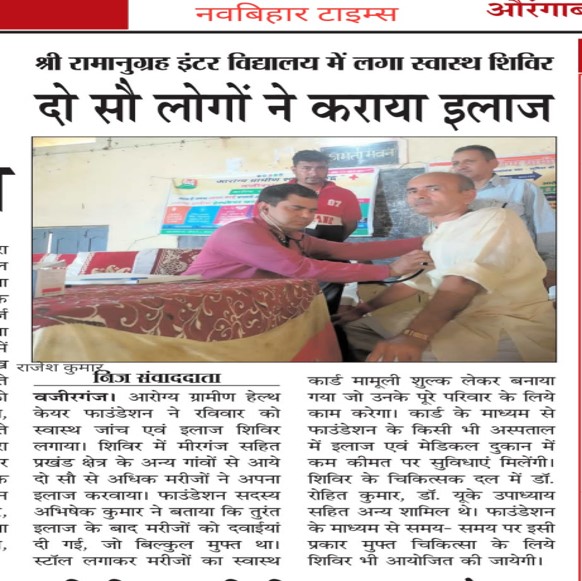 नवबिहार टाइम्स
औरंगाब
श्री रामानुग्रह इंटर विद्यालय में लगा स्वास्थ शिविर
दो सौ लोगों ने कराया इलाज
राजेश कुमार
निज संवाददाता
वजीरगंज। आरोग्य ग्रामीण हेल्थ
केयर फाउंडेशन ने रविवार को
स्वास्थ जांच एवं इलाज शिविर
लगाया। शिविर में मीरगंज सहित
प्रखंड क्षेत्र के अन्य गांवों से आये
दो सौ से अधिक मरीजों ने अपना
इलाज करवाया। फाउंडेशन सदस्य
अभिषेक कुमार ने बताया कि तुरंत
इलाज के बाद मरीजों को दवाईयां
दी गई, जो बिल्कुल मुफ्त था।
स्टॉल लगाकर मरीजों का स्वास्थ
कार्ड मामूली शुल्क लेकर बनाया
गया जो उनके पूरे परिवार के लिये
काम करेगा। कार्ड के माध्यम से
फाउंडेशन के किसी भी अस्पताल
में इलाज एवं मेडिकल दुकान में
कम कीमत पर सुविधाएं मिलेंगी।
शिविर के चिकित्सक दल में डॉ.
रोहित कुमार, डॉ. यूके उपाध्याय
सहित अन्य शामिल थे। फाउंडेशन
के माध्यम से समय- समय पर इसी
प्रकार मुफ्त चिकित्सा के लिये
शिविर भी आयोजित की जायेगी।